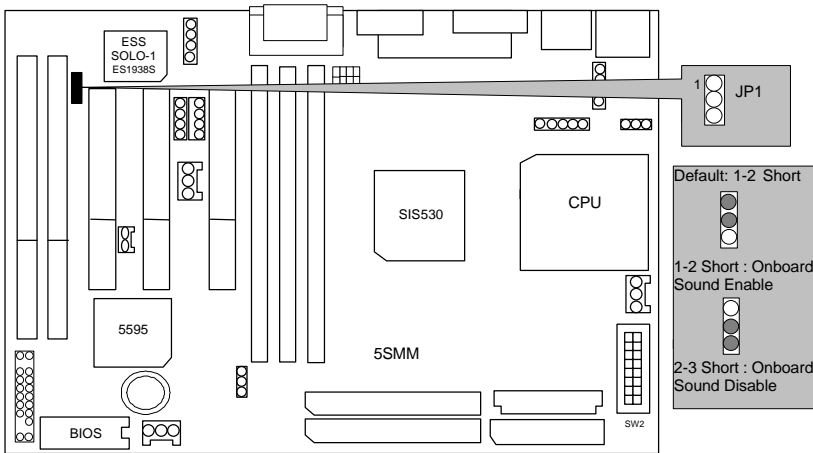 ESS
SOLO-1
ES1938S
1
JP1
Default: 1-2 Short
SIS530
CPU
1-2 Short : Onboard
Sound Enable
5595
5SMM
2-3 Short : Onboard
Sound Disable
BIOS
SW2